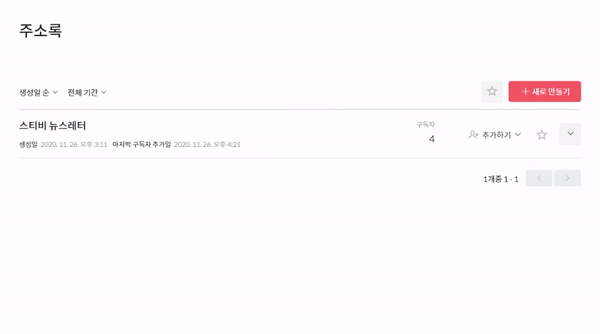 주소록
생성일 순 전체 기간 새로 만들기
스티비 뉴스레터 구독자
4 추가하기
생성일 2020. 11. 26. 오후 3:11 마지막 구독자 추가일 2020. 11. 26. 오후 4:21
1개중 1 - 1